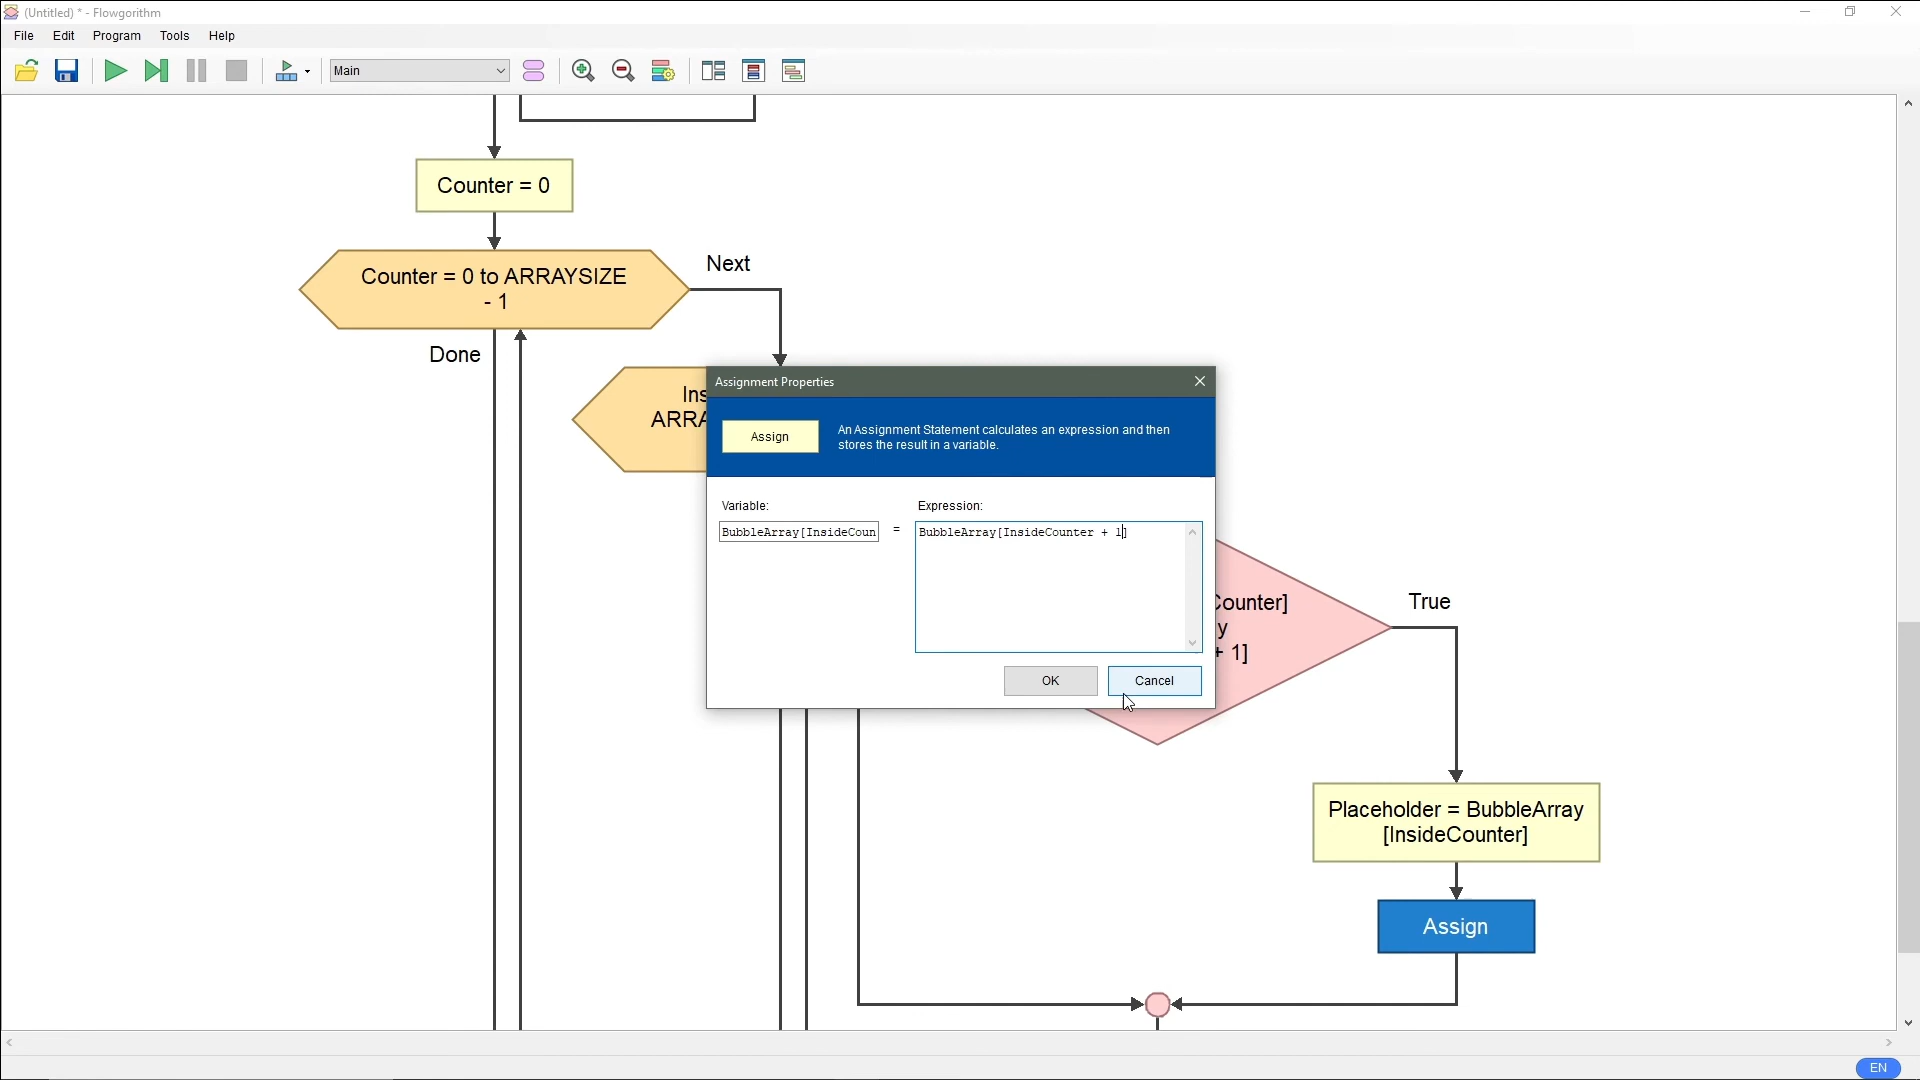 (Untitled) * - Flowgorithm
File Edit Program Tools Help
Main
Counter = 0
Counter = 0 to ARRAYSIZE
- 1
Next
Done
Ins
ARRA
Assignment Properties
Assign
An Assignment Statement calculates an expression and then
stores the result in a variable.
Variable:
Expression:
BubbleArray[InsideCoun
=
BubbleArray[InsideCounter + 1]
OK
Cancel
Counter]
y
+ 1]
True
Placeholder = BubbleArray
[InsideCounter]
Assign
EN